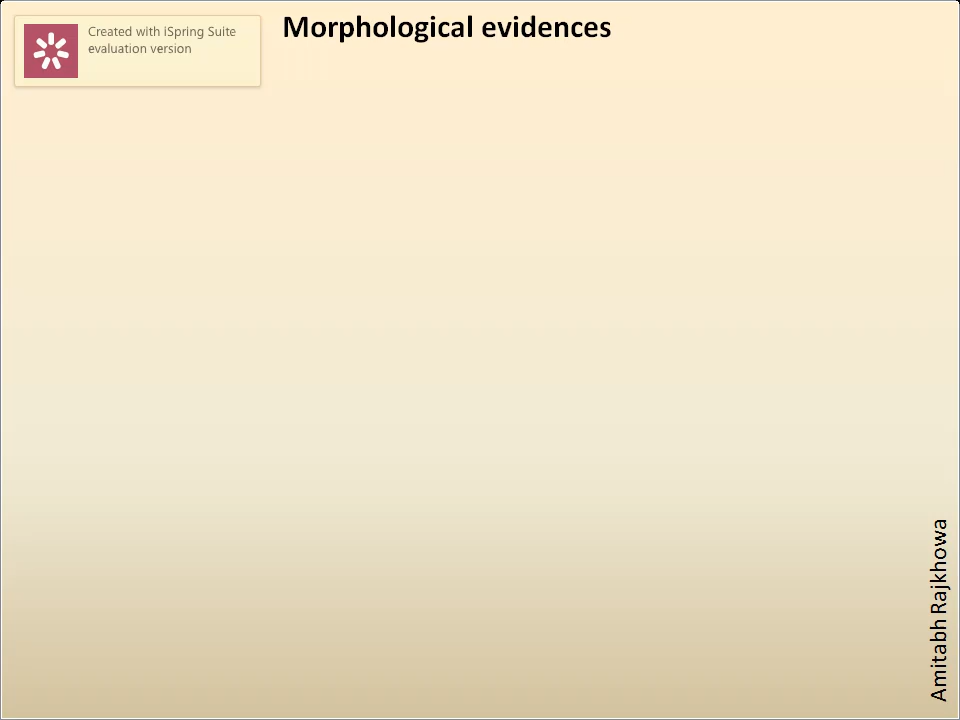 Created with iSpring Suite
evaluation version
Morphological evidences
Amitabh Rajkhowa